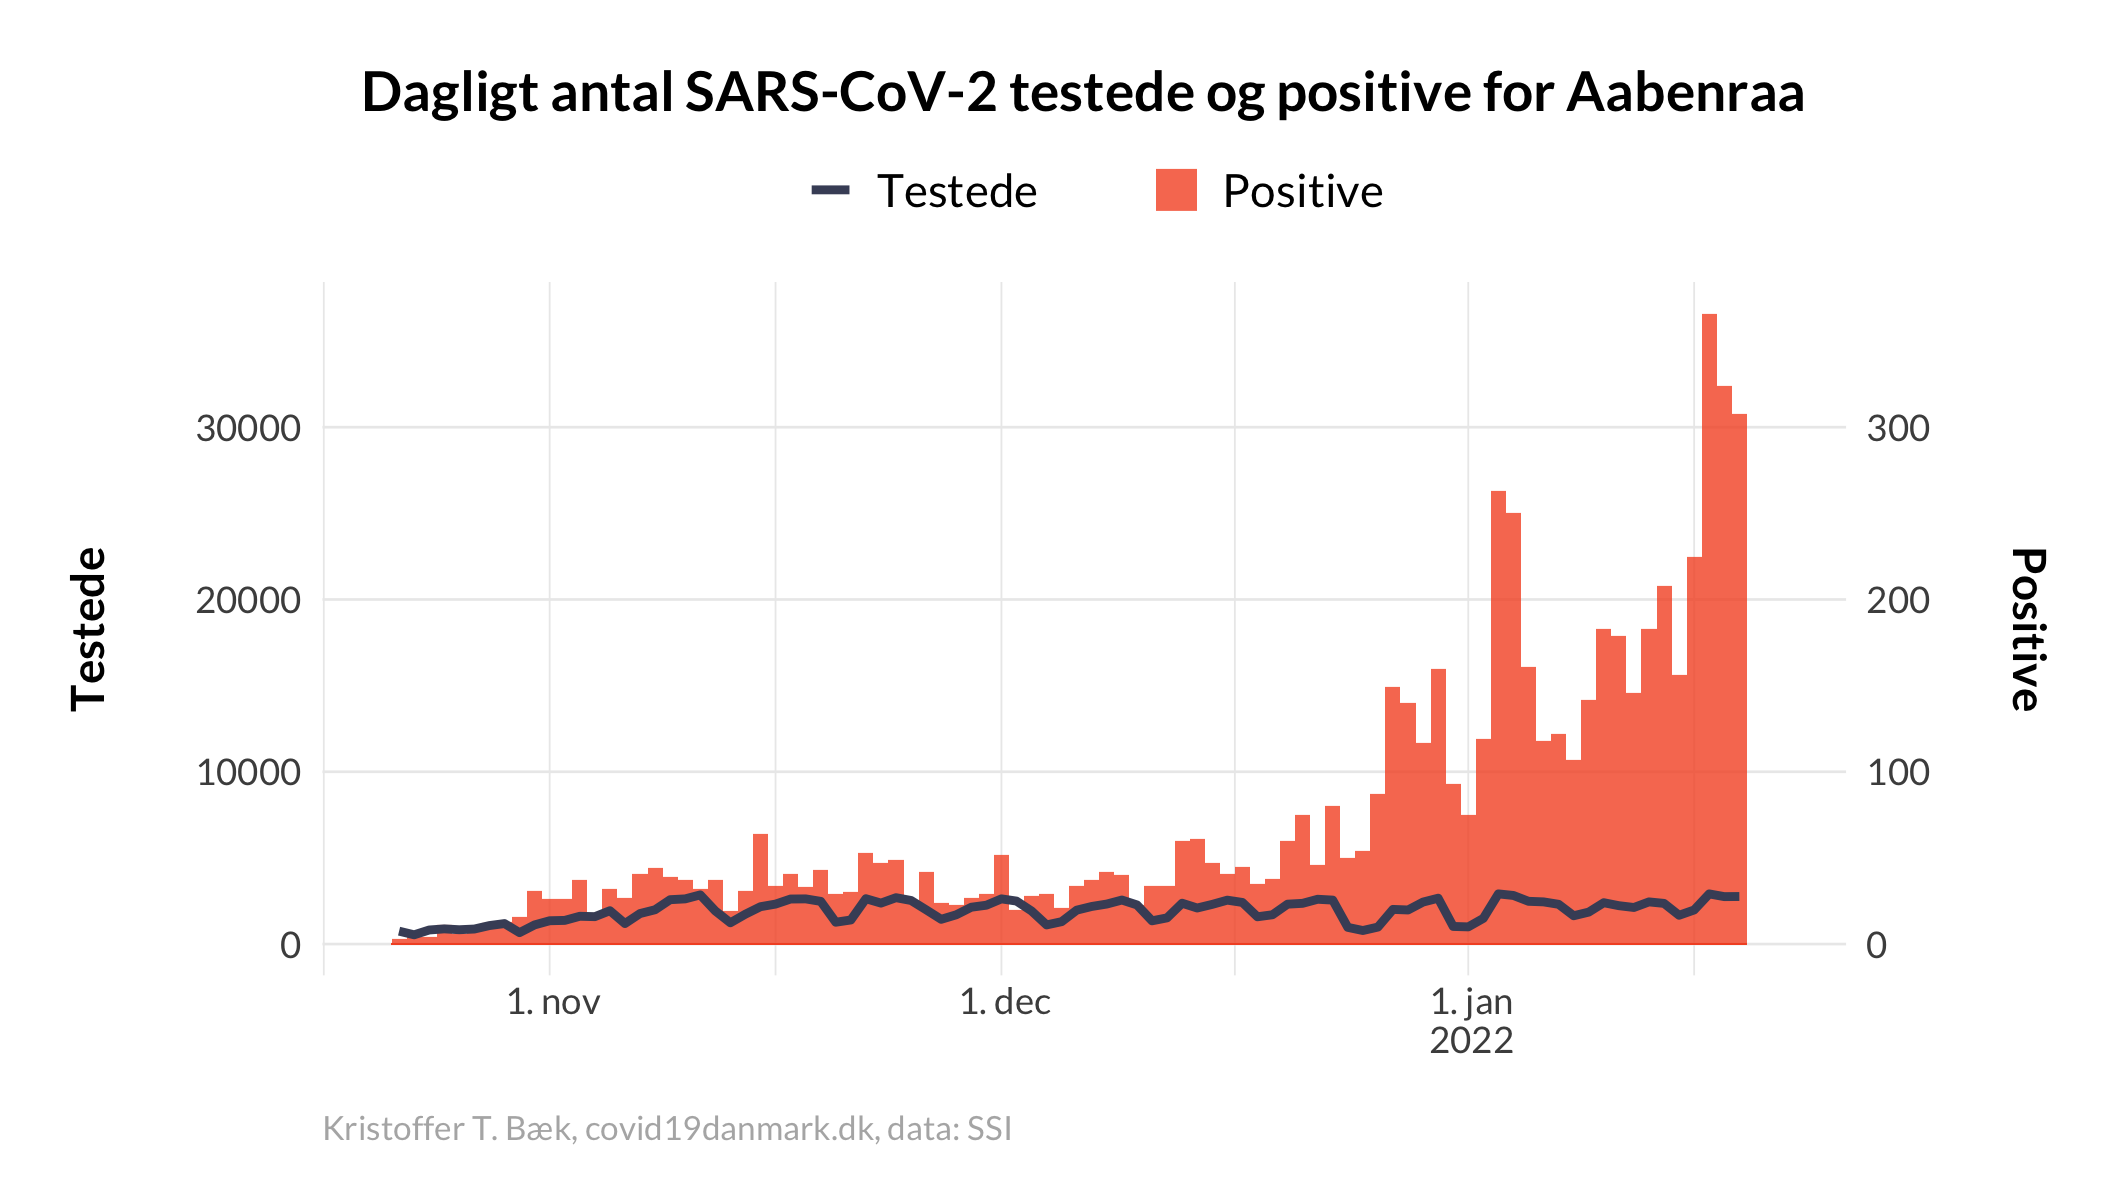 Dagligt antal SARS-CoV-2 testede og positive for Aabenraa
Testede
Positive
30000
20000
10000
0
Testede
300
200
100
0
Positive
1. nov
1. dec
1. jan
2022
Kristoffer T. Bæk, covid19danmark.dk, data: SSI